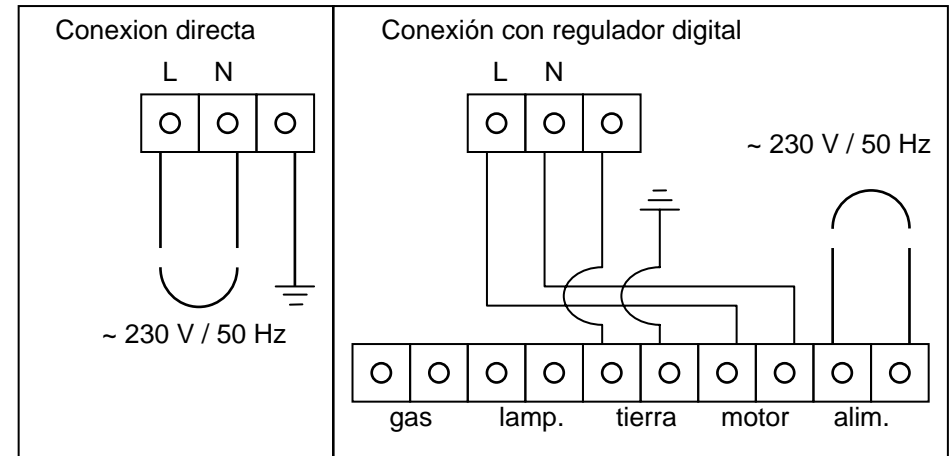 Conexion directa
L N
~ 230 V / 50 Hz
Conexión con regulador digital
L N
~ 230 V / 50 Hz
gas lamp. tierra motor alim.